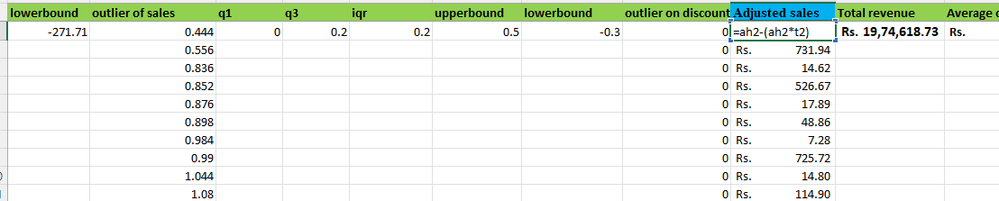 lowerbound outlier of sales q1 q3 iqr upperbound lowerbound outlier on discount Adjusted sales Total revenue Average
-271.71 0.444 0 0.2 0.2 0.5 -0.3 0 =ah2-(ah2*t2) Rs. 19,74,618.73 Rs.
0.556 0 Rs. 731.94
0.836 0 Rs. 14.62
0.852 0 Rs. 526.67
0.876 0 Rs. 17.89
0.898 0 Rs. 48.86
0.984 0 Rs. 7.28
0.99 0 Rs. 725.72
1.044 0 Rs. 14.80
1.08 0 Rs. 114.90